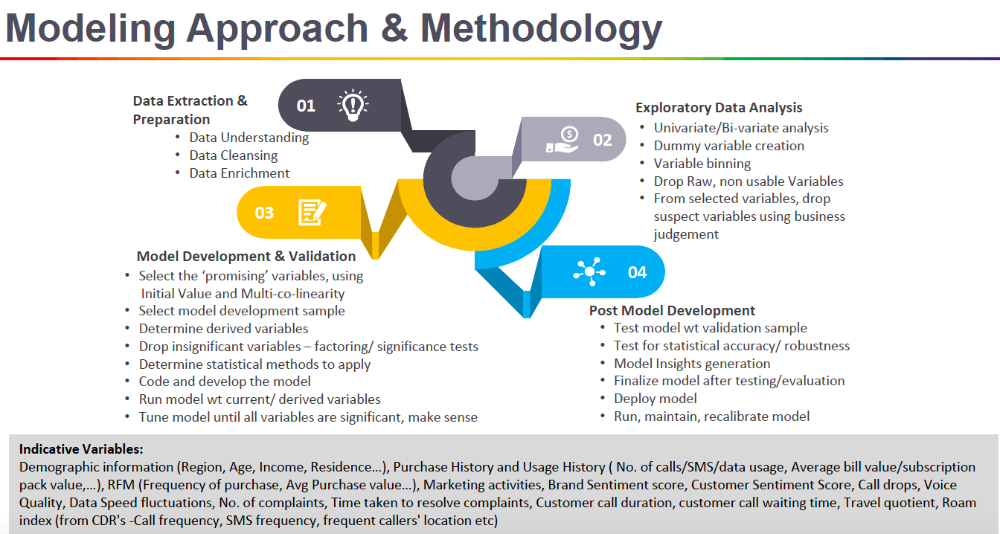 Modeling Approach & Methodology
01
Data Extraction &
Preparation
• Data Understanding
• Data Cleansing
• Data Enrichment
02
Exploratory Data Analysis
• Univariate/Bi-variate analysis
• Dummy variable creation
• Variable binning
• Drop Raw, non usable Variables
• From selected variables, drop
suspect variables using business
judgement
03
Model Development & Validation
• Select the ‘promising’ variables, using
Initial Value and Multi-co-linearity
• Select model development sample
• Determine derived variables
• Drop insignificant variables – factoring/ significance tests
• Determine statistical methods to apply
• Code and develop the model
• Run model wt current/ derived variables
• Tune model until all variables are significant, make sense
04
Post Model Development
• Test model wt validation sample
• Test for statistical accuracy/ robustness
• Model Insights generation
• Finalize model after testing/evaluation
• Deploy model
• Run, maintain, recalibrate model
Indicative Variables:
Demographic information (Region, Age, Income, Residence…), Purchase History and Usage History ( No. of calls/SMS/data usage, Average bill value/subscription
pack value,…), RFM (Frequency of purchase, Avg Purchase value…), Marketing activities, Brand Sentiment score, Customer Sentiment Score, Call drops, Voice
Quality, Data Speed fluctuations, No. of complaints, Time taken to resolve complaints, Customer call duration, customer call waiting time, Travel quotient, Roam
index (from CDR's -Call frequency, SMS frequency, frequent callers' location etc)